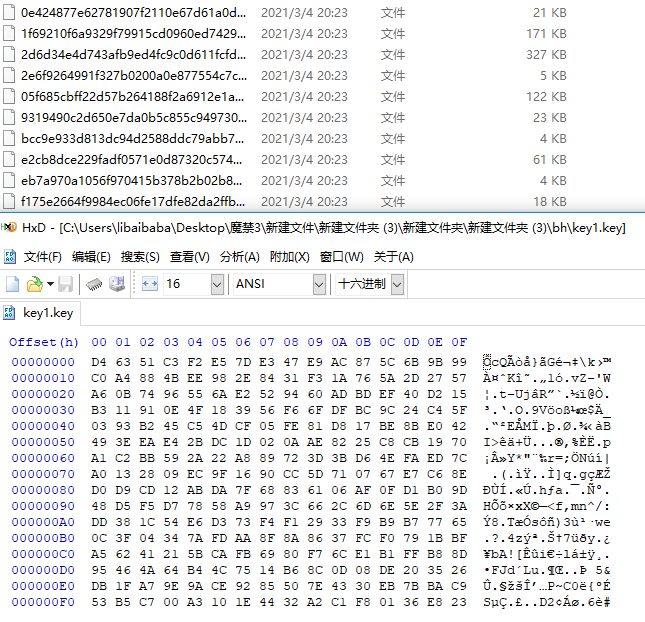 0e424877e62781907f2110e67d61a0d... 2021/3/4 20:23 文件 21 KB
1f69210f6a9329f79915cd0960ed7429... 2021/3/4 20:23 文件 171 KB
2d6d34e4d743afb9ed4fc9c0d611fcfd... 2021/3/4 20:23 文件 327 KB
2e6f9264991f327b0200a0e877554c7c... 2021/3/4 20:23 文件 5 KB
05f685cbff22d57b264188f2a6912e1a... 2021/3/4 20:23 文件 122 KB
9319490c2d650e7da0b5c855c949730... 2021/3/4 20:23 文件 23 KB
bcc9e933d813dc94d2588ddc79abb7... 2021/3/4 20:23 文件 4 KB
e2cb8dce229fadf0571e0d87320c574... 2021/3/4 20:23 文件 61 KB
eb7a970a1056f970415b378b2b02b8... 2021/3/4 20:23 文件 4 KB
f175e2664f9984ec06fe17dfe82da2ffb... 2021/3/4 20:23 文件 18 KB
HxD - [C:\Users\libaibaba\Desktop\魔禁3\新建文件\新建文件夹 (3)\新建文件夹\新建文件夹 (3)\bh\key1.key]
文件(F) 编辑(E) 搜索(S) 查看(V) 分析(A) 附加(X) 窗口(W) 关于(A)
16 ANSI 十六进制
key1.key
Offset(h) 00 01 02 03 04 05 06 07 08 09 0A 0B 0C 0D 0E 0F
00000000 D4 63 51 C3 F2 E5 7D E3 47 E9 AC 87 5C 6B 9B 99 ÔcQÃòå}ãGé¬‡\k›™
00000010 C0 A4 88 4B EE 98 2E 84 31 F3 1A 76 5A 2D 27 57 À¤ˆKî˜.„1ó.vZ-'W
00000020 A6 0B 74 96 55 6A E2 52 94 60 AD BD EF 40 D2 15 ¦.t–UjâR”`.½ï@Ò.
00000030 B3 11 91 0E 4F 18 39 56 F6 6F DF BC 9C 24 C4 5F ³.‘.O.9Vöoß¼œ$Ä_
00000040 03 93 B2 45 C5 4D CF 05 FE 81 D8 17 BE 8B E0 42 .“²EÅMÏ.þ.Ø.¾‹àB
00000050 49 3E EA E4 2B DC 1D 02 0A AE 82 25 C8 CB 19 70 I>êä+Ü...®‚%ÈË.p
00000060 A1 C2 BB 59 2A 22 A8 89 72 3D 3B D6 4E FA ED 7C ¡Â»Y*"¨‰r=;ÖNúí|
00000070 A0 13 28 09 EC 9F 16 90 CC 5D 71 07 67 E7 C6 8E .(.ìŸ..Ì]q.gçÆŽ
00000080 D0 D9 CD 12 AB DA 7F 68 83 61 06 AF 0F D1 B0 9D ÐÙÍ.«Ú.hƒa.¯.Ñ°.
00000090 48 D5 F5 D7 78 58 A9 97 3C 66 2C 6D 6E 5E 2F 3A HÕõ×xX©—<f,mn^/:
000000A0 DD 38 1C 54 E6 D3 73 F4 F1 29 33 F9 B9 B7 77 65 Ý8.TæÓsôñ)3ù¹·we
000000B0 0C 3F 04 34 7A FD AA 8F 8A 86 37 FC F0 79 1B BF .?.4zýª.Š†7üðy.¿
000000C0 A5 62 41 21 5B CA FB 69 80 F7 6C E1 B1 FF B8 8D ¥bA![Êûi€÷lá±ÿ¸.
000000D0 95 46 4A 64 B4 4C 75 14 B6 8C 0D 08 DE 20 35 26 •FJd´Lu.¶Œ..Þ 5&
000000E0 DB 1F A7 9E 9A CE 92 85 50 7E 43 30 EB 7B BA C9 Û.§žšÎ’…P~C0ë{ºÉ
000000F0 53 B5 C7 00 A3 10 1E 44 32 A2 C1 F8 01 36 E8 23 SµÇ.£..D2¢Áø.6è#